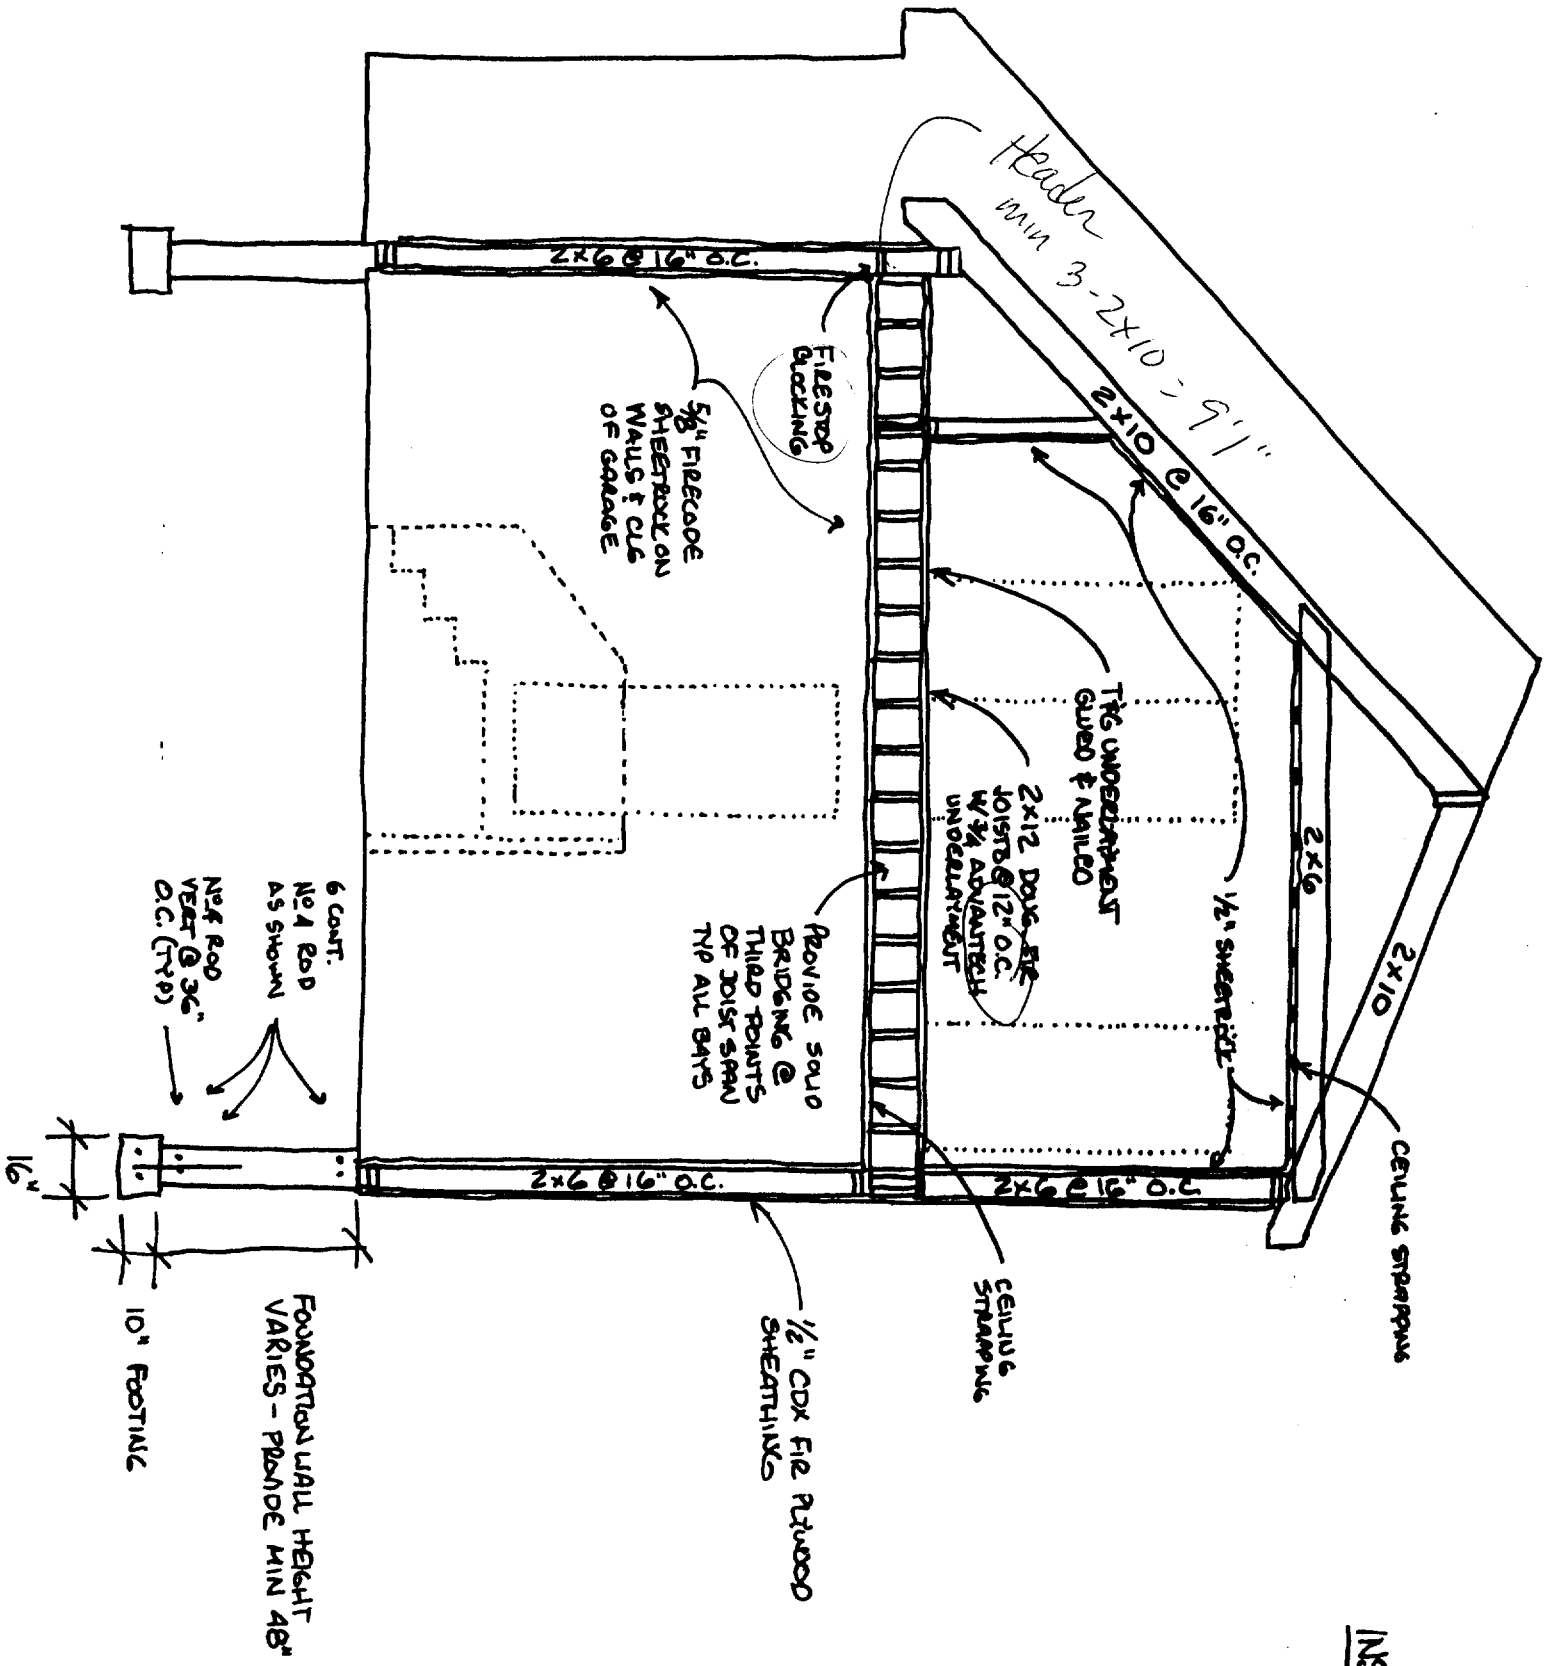 Header
min 3-2x10 = 9'1"
2x10 @ 16" O.C.
2x6
2x10
CEILING STRAPPING
1/2" SHEETROCK
T&G UNDERLAYMENT
GLUED & NAILED
2x12 DOUG FIR
JOISTS @ 12" O.C.
W/ 3/4 ADVANTECH
UNDERLAYMENT
CEILING
STRAPPING
FIRESTOP
BLOCKING
PROVIDE SOLID
BRIDGING @
THIRD POINTS
OF JOIST SPAN
TYP ALL BAYS
5/8" FIRECODE
SHEETROCK ON
WALLS & CLG
OF GARAGE
2x6 @ 16" O.C.
2x6 @ 16" O.C.
2x6 @ 16" O.C.
1/2" CDX FIR PLYWOOD
SHEATHING
6 CONT.
No 4 ROD
AS SHOWN
No 4 ROD
VERT @ 36"
O.C. (TYP)
FOUNDATION WALL HEIGHT
VARIES - PROVIDE MIN 48"
10" FOOTING
16"